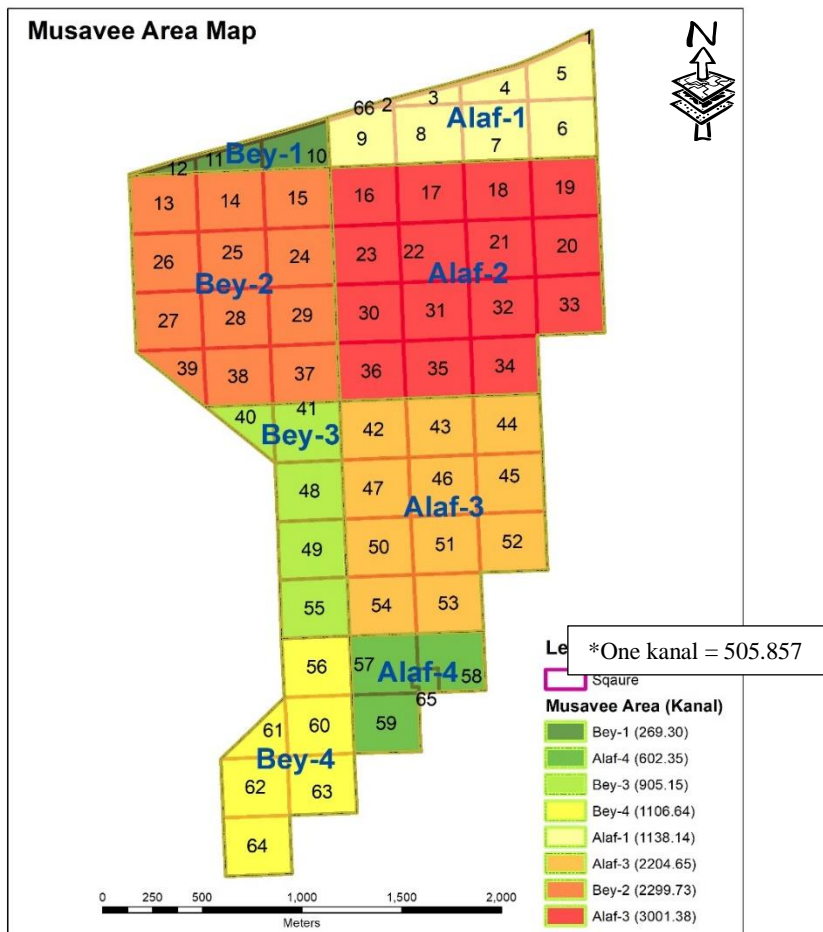 Musavee Area Map
N
1
5
4
3
2
66
Alaf-1
9
8
7
6
Bey-1
10
11
12
13
14
15
16
17
18
19
26
25
24
23
22
21
20
Bey-2
Alaf-2
27
28
29
30
31
32
33
39
38
37
36
35
34
40
41
Bey-3
42
43
44
48
47
46
45
Alaf-3
49
50
51
52
55
54
53
56
57
Alaf-4
58
65
61
60
59
Bey-4
62
63
64
Le
*One kanal = 505.857
Sqaure
Musavee Area (Kanal)
Bey-1 (269.30)
Alaf-4 (602.35)
Bey-3 (905.15)
Bey-4 (1106.64)
Alaf-1 (1138.14)
Alaf-3 (2204.65)
Bey-2 (2299.73)
Alaf-3 (3001.38)
0 250 500 1,000 1,500 2,000
Meters